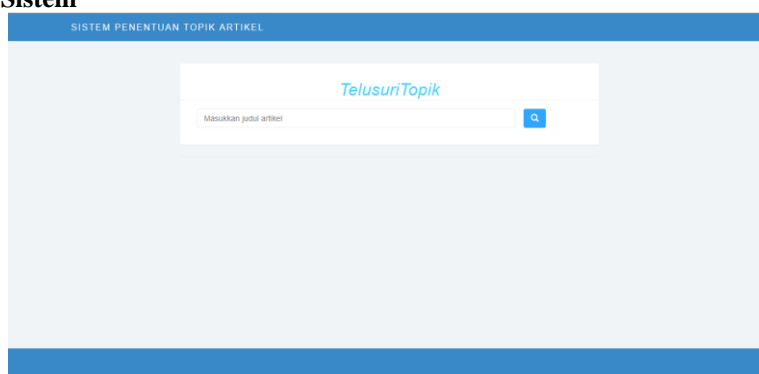 Sistem
SISTEM PENENTUAN TOPIK ARTIKEL
TelusuriTopik
Masukkan judul artikel